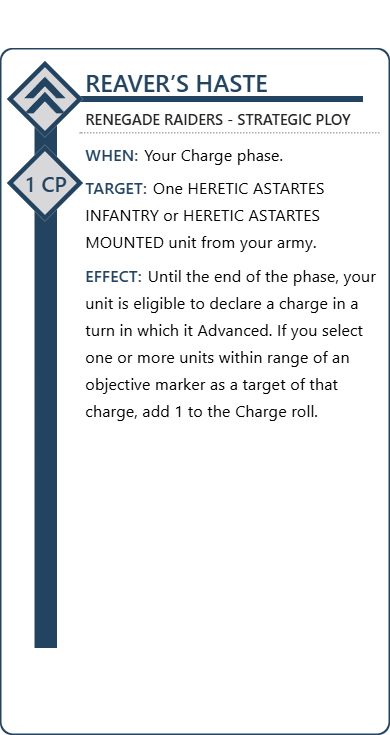 REAVER’S HASTE
RENEGADE RAIDERS - STRATEGIC PLOY
WHEN: Your Charge phase.
1 CP
TARGET: One HERETIC ASTARTES
INFANTRY or HERETIC ASTARTES
MOUNTED unit from your army.
EFFECT: Until the end of the phase, your
unit is eligible to declare a charge in a
turn in which it Advanced. If you select
one or more units within range of an
objective marker as a target of that
charge, add 1 to the Charge roll.